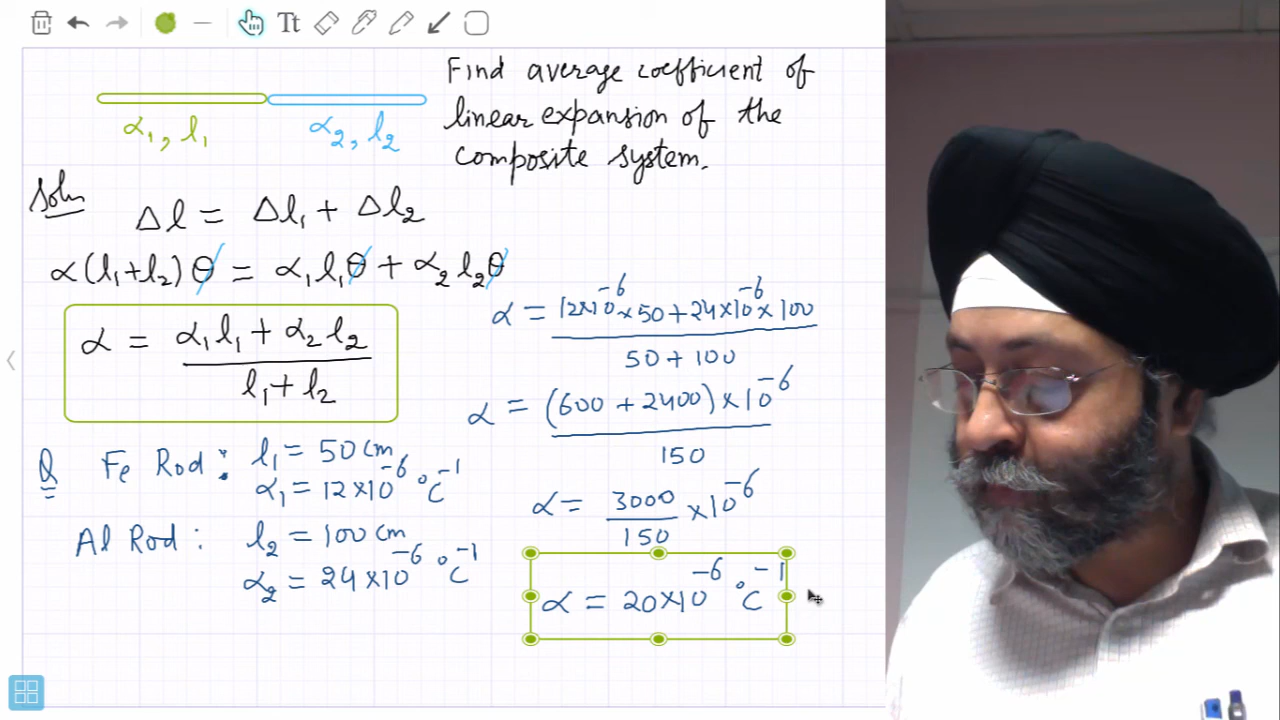 Find average coefficient of
linear expansion of the
composite system.
α₁, l₁
α₂, l₂
Soln
Δl = Δl₁ + Δl₂
α(l₁+l₂)θ = α₁l₁θ + α₂l₂θ
α = α₁l₁ + α₂l₂
l₁ + l₂
Q Fe Rod : l₁ = 50 cm
α₁ = 12×10⁻⁶ °C⁻¹
Al Rod : l₂ = 100 cm
α₂ = 24×10⁻⁶ °C⁻¹
α = 12×10⁻⁶×50+24×10⁻⁶×100
50+100
α = (600 + 2400)×10⁻⁶
150
α = 3000 ×10⁻⁶
150
α = 20×10⁻⁶ °C⁻¹
Tt